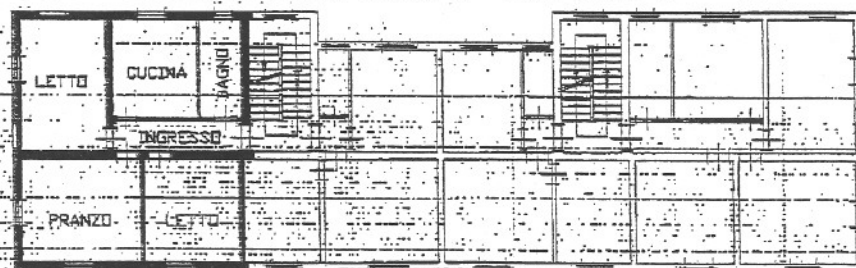 LETTO
CUCINA
BAGNO
INGRESSO
PRANZO
LETTO